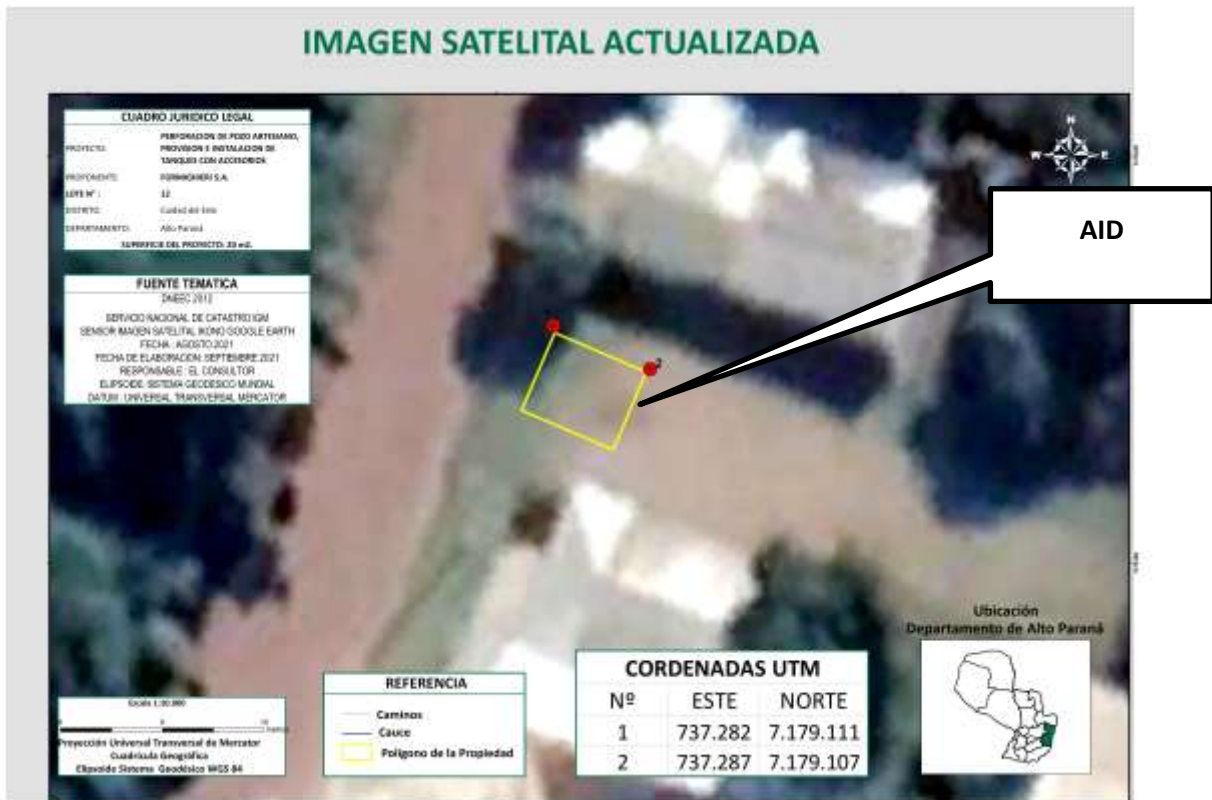 IMAGEN SATELITAL ACTUALIZADA
CUADRO JURIDICO LEGAL
PROYECTO: PERFORACION DE POZO ARTESIANO,
PROVISION E INSTALACION DE
TANQUES CON ACCESORIOS
PROPONENTE:
LOTE Nº : 12
DISTRITO: Ciudad del Este
DEPARTAMENTO: Alto Paraná
SUPERFICIE DEL PROYECTO: 20 m2.
FUENTE TEMATICA
DGEEC 2012
SERVICIO NACIONAL DE CATASTRO IGM
SENSOR IMAGEN SATELITAL IKONO GOOGLE EARTH
FECHA : AGOSTO 2021
FECHA DE ELABORACION: SEPTIEMBRE 2021
RESPONSABLE : EL CONSULTOR
ELIPSOIDE: SISTEMA GEODESICO MUNDIAL
DATUM : UNIVERSAL TRANSVERSAL MERCATOR
N
W E
S
AID
2
Ubicación
Departamento de Alto Paraná
REFERENCIA
Caminos
Cauce
Poligono de la Propiedad
CORDENADAS UTM
Nº ESTE NORTE
1 737.282 7.179.111
2 737.287 7.179.107
Proyección Universal Transversal de Mercator
Cuadrícula Geográfica
Elipsoide Sistema Geodésico WGS 84